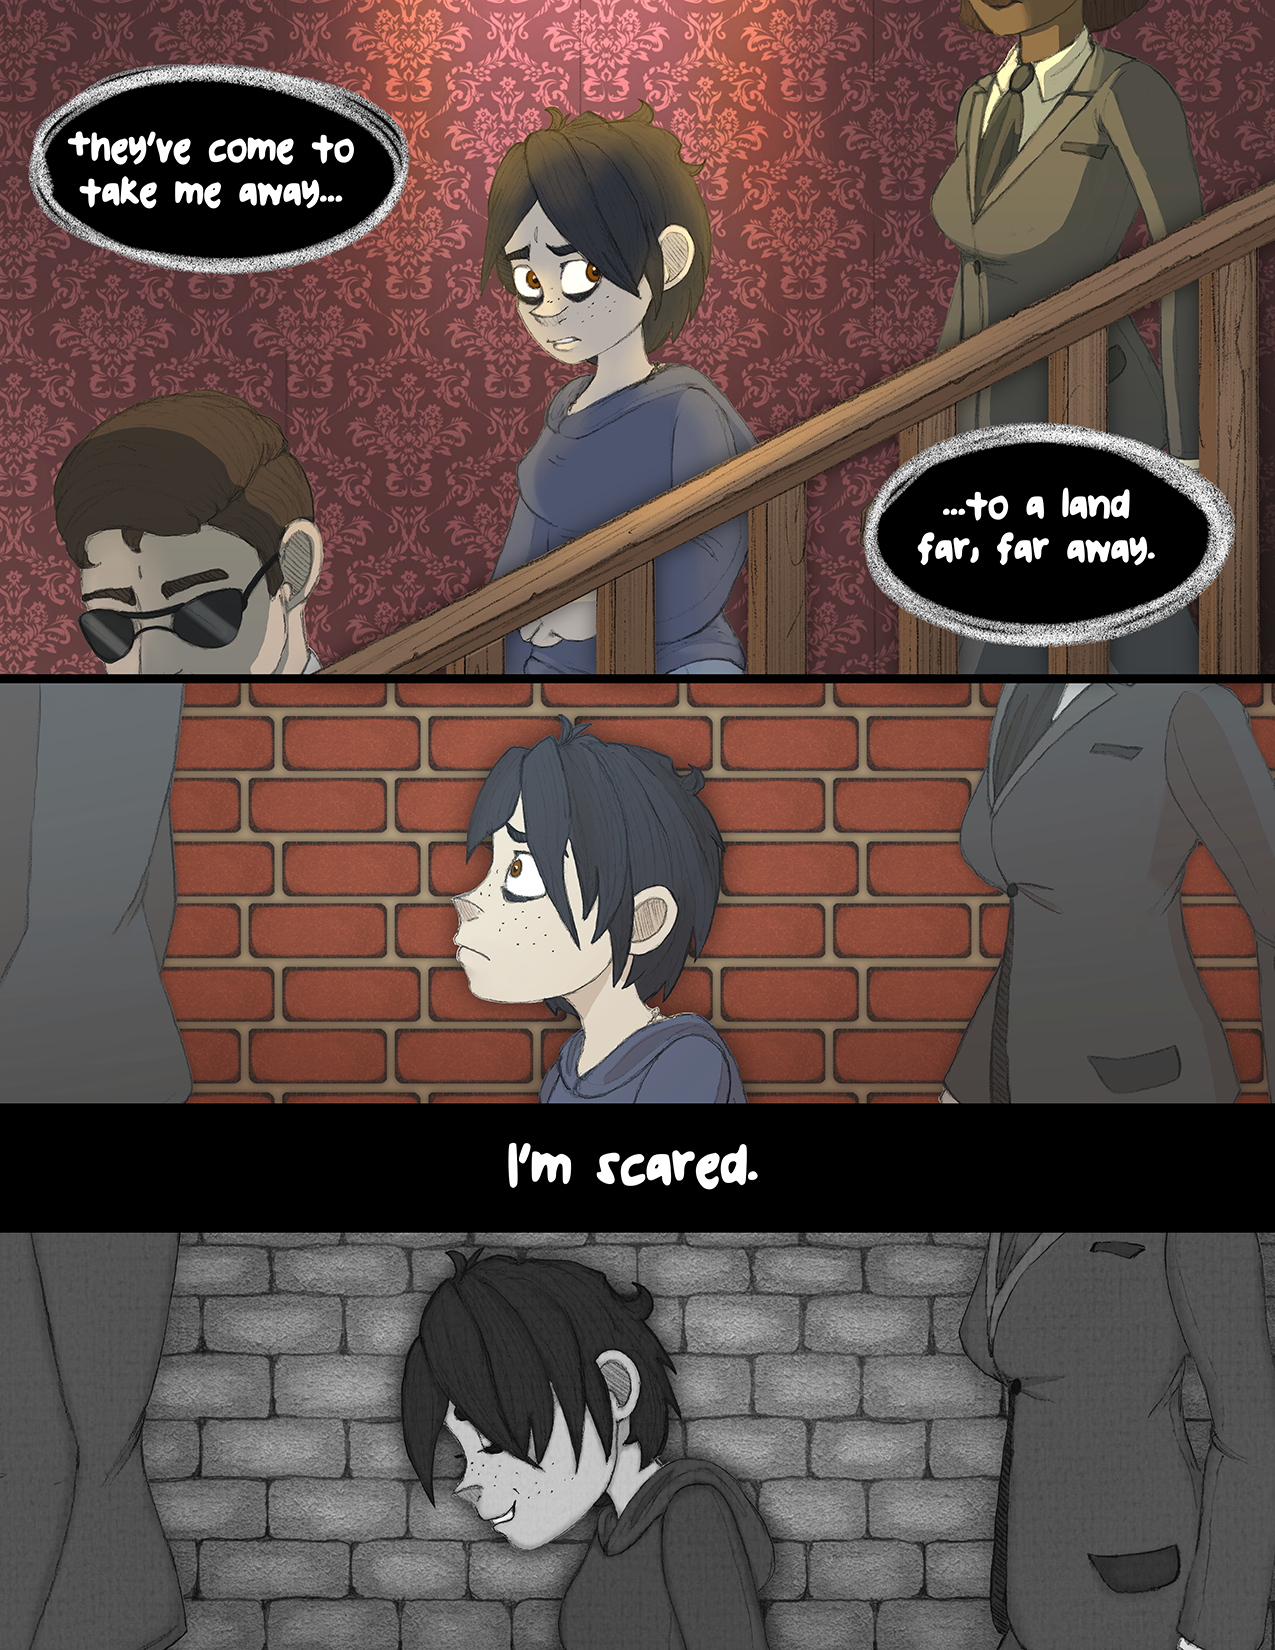 they've come to
take me away...
...to a land
far, far away.
I'm scared.